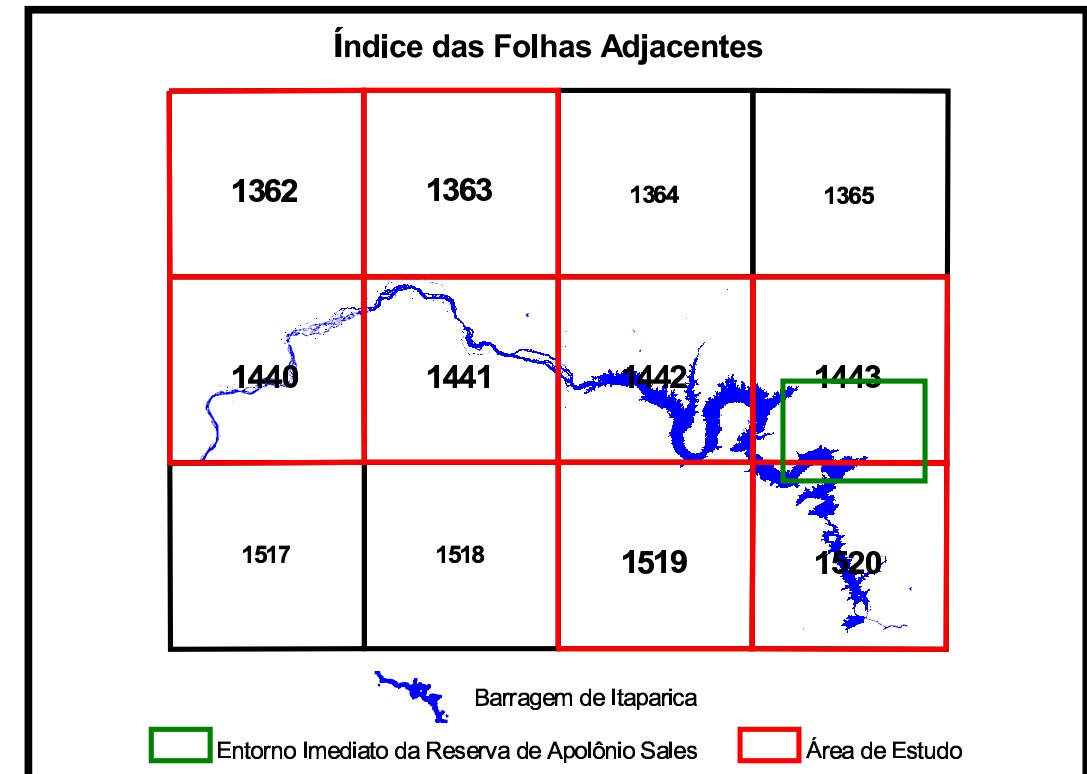 Índice das Folhas Adjacentes
1362 1363 1364 1365
1440 1441 1442 1443
1517 1518 1519 1520
Barragem de Itaparica
Entorno Imediato da Reserva de Apolônio Sales Área de Estudo